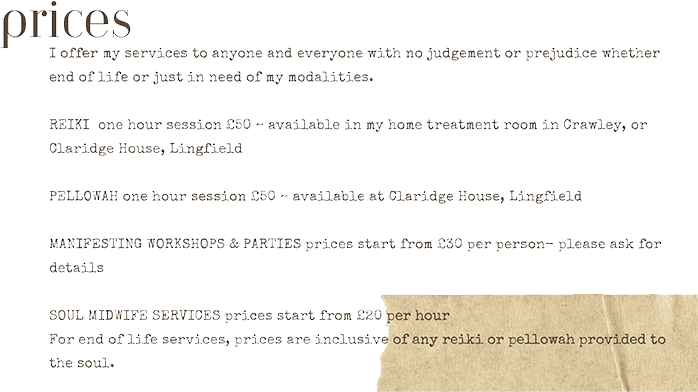 prices
I offer my services to anyone and everyone with no judgement or prejudice whether
end of life or just in need of my modalities.
REIKI one hour session £50 ~ available in my home treatment room in Crawley, or
Claridge House, Lingfield
PELLOWAH one hour session £50 ~ available at Claridge House, Lingfield
MANIFESTING WORKSHOPS & PARTIES prices start from £30 per person- please ask for
details
SOUL MIDWIFE SERVICES prices start from £20 per hour
For end of life services, prices are inclusive of any reiki or pellowah provided to
the soul.